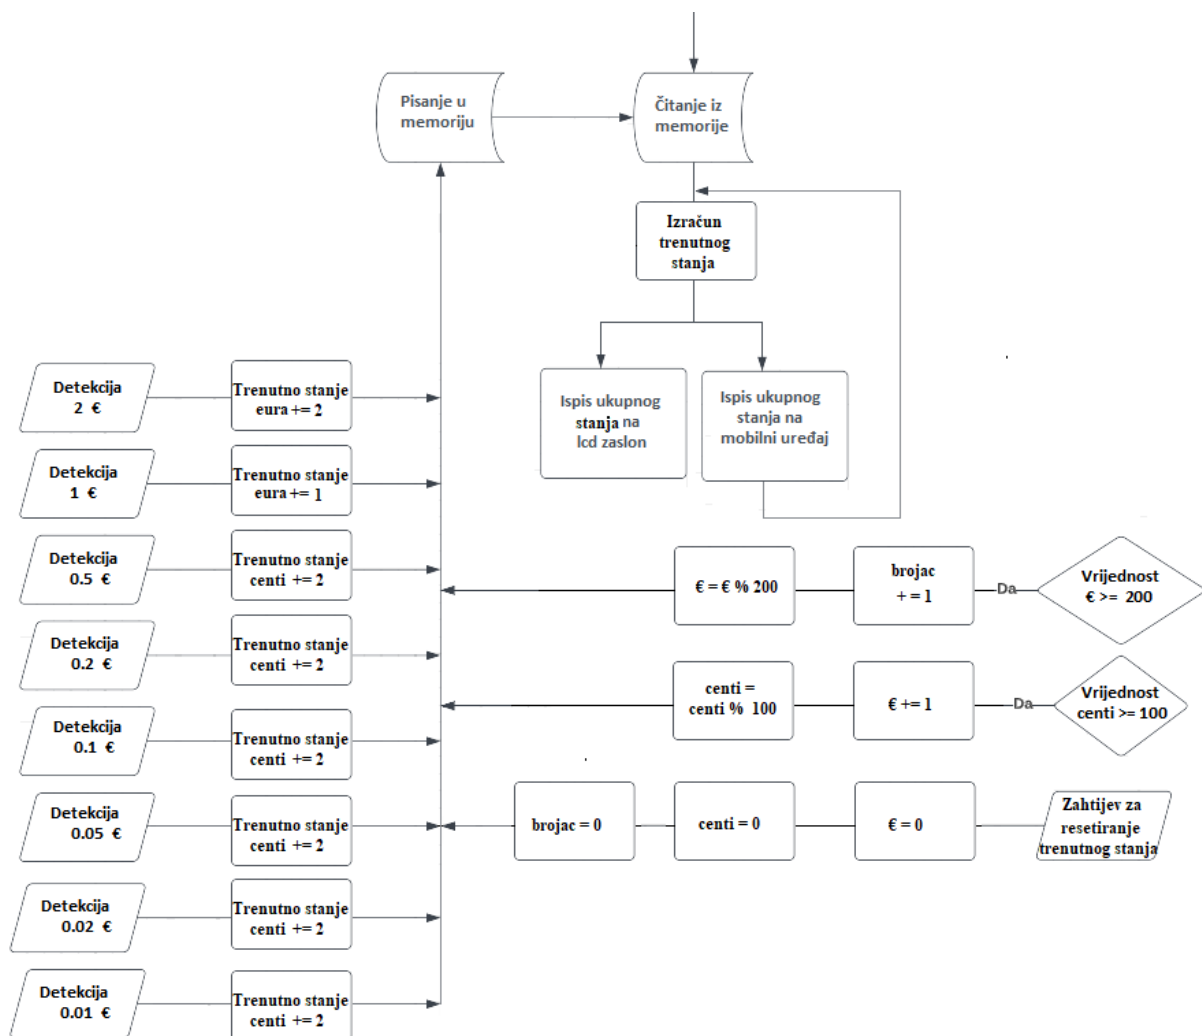 Pisanje u
memoriju
Čitanje iz
memorije
Izračun
trenutnog
stanja
Ispis ukupnog
stanja na
lcd zaslon
Ispis ukupnog
stanja na
mobilni uređaj
Detekcija
2 €
Trenutno stanje
eura += 2
Detekcija
1 €
Trenutno stanje
eura += 1
Detekcija
0.5 €
Trenutno stanje
centi += 2
Detekcija
0.2 €
Trenutno stanje
centi += 2
Detekcija
0.1 €
Trenutno stanje
centi += 2
Detekcija
0.05 €
Trenutno stanje
centi += 2
Detekcija
0.02 €
Trenutno stanje
centi += 2
Detekcija
0.01 €
Trenutno stanje
centi += 2
€ = € % 200
brojac
+ = 1
Da
Vrijednost
€ >= 200
centi =
centi % 100
€ += 1
Da
Vrijednost
centi >= 100
brojac = 0
centi = 0
€ = 0
Zahtijev za
resetiranje
trenutnog stanja